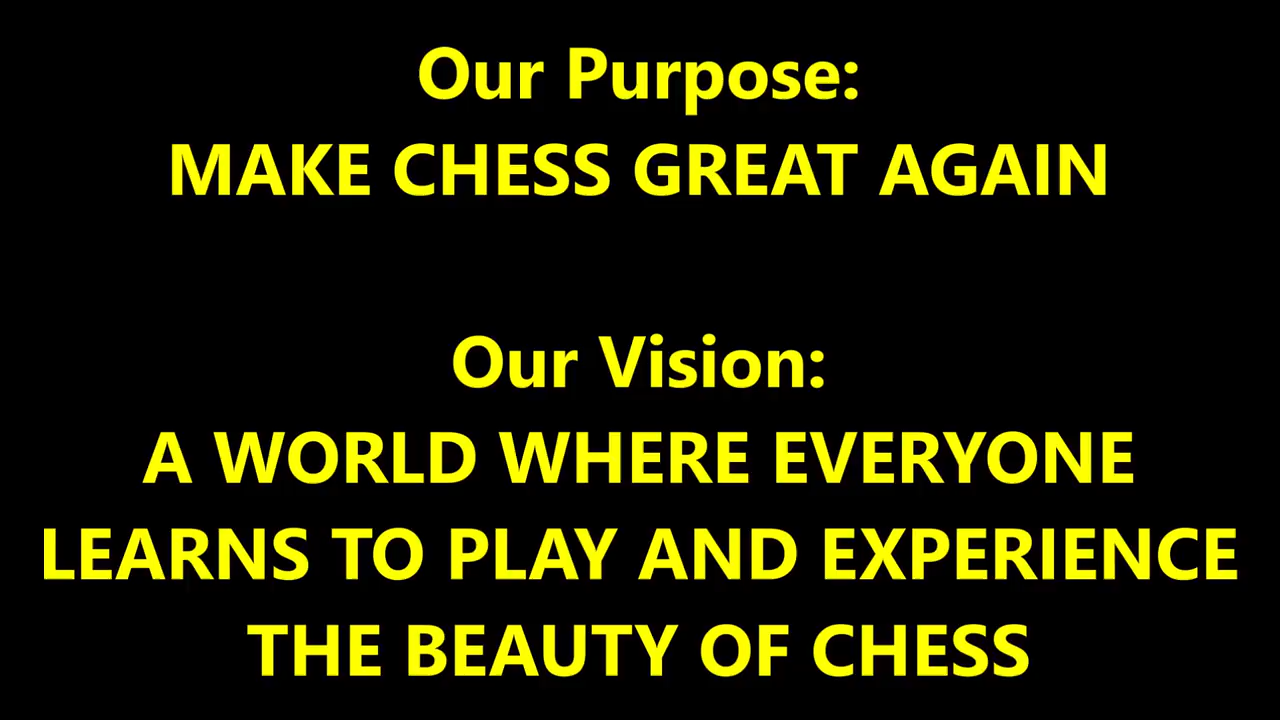 Our Purpose:
MAKE CHESS GREAT AGAIN
Our Vision:
A WORLD WHERE EVERYONE
LEARNS TO PLAY AND EXPERIENCE
THE BEAUTY OF CHESS